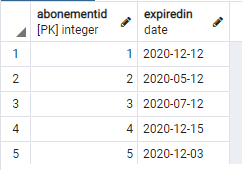 abonementid expiredin
[PK] integer date
1 1 2020-12-12
2 2 2020-05-12
3 3 2020-07-12
4 4 2020-12-15
5 5 2020-12-03